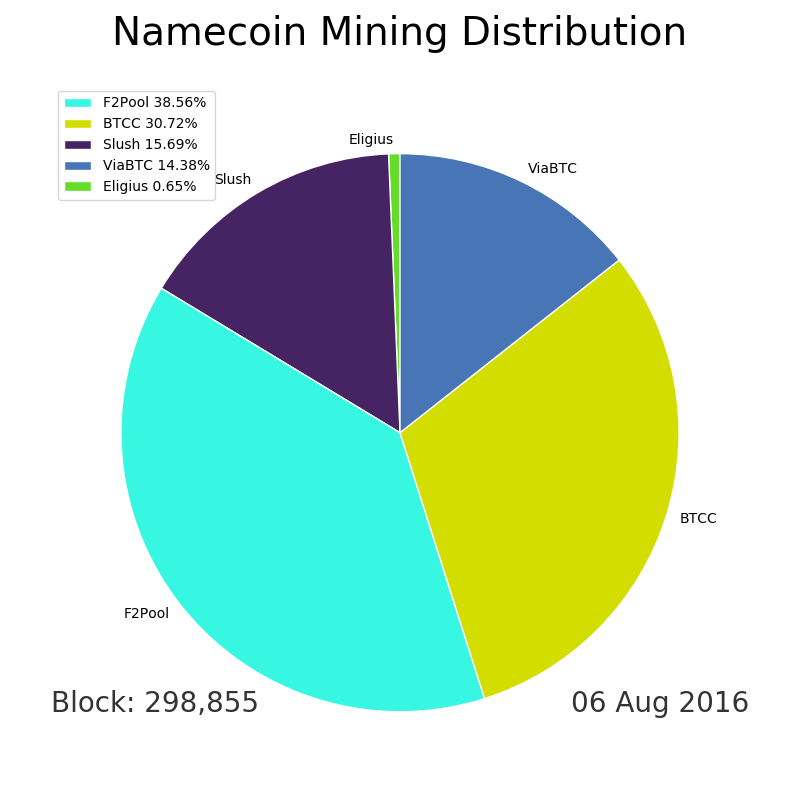 Namecoin Mining Distribution
F2Pool 38.56%
BTCC 30.72%
Slush 15.69%
ViaBTC 14.38%
Eligius 0.65%
Eligius
ViaBTC
Slush
BTCC
F2Pool
Block: 298,855
06 Aug 2016